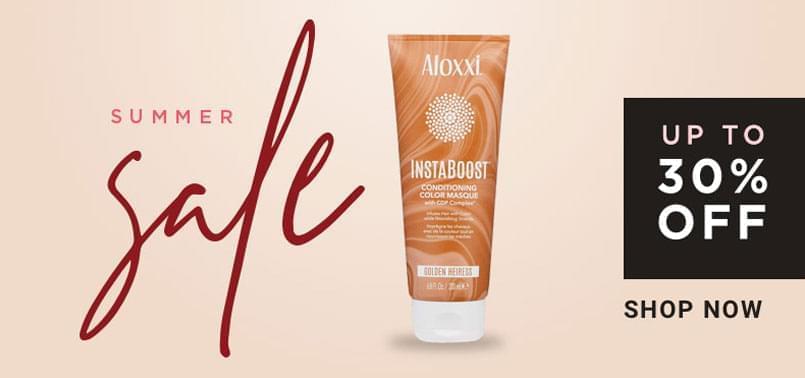 SUMMER
sale
Aloxxi.
INSTABOOST
CONDITIONING
COLOR MASQUE
with CDP Complex
GOLDEN HEIRESS
UP TO
30%
OFF
SHOP NOW